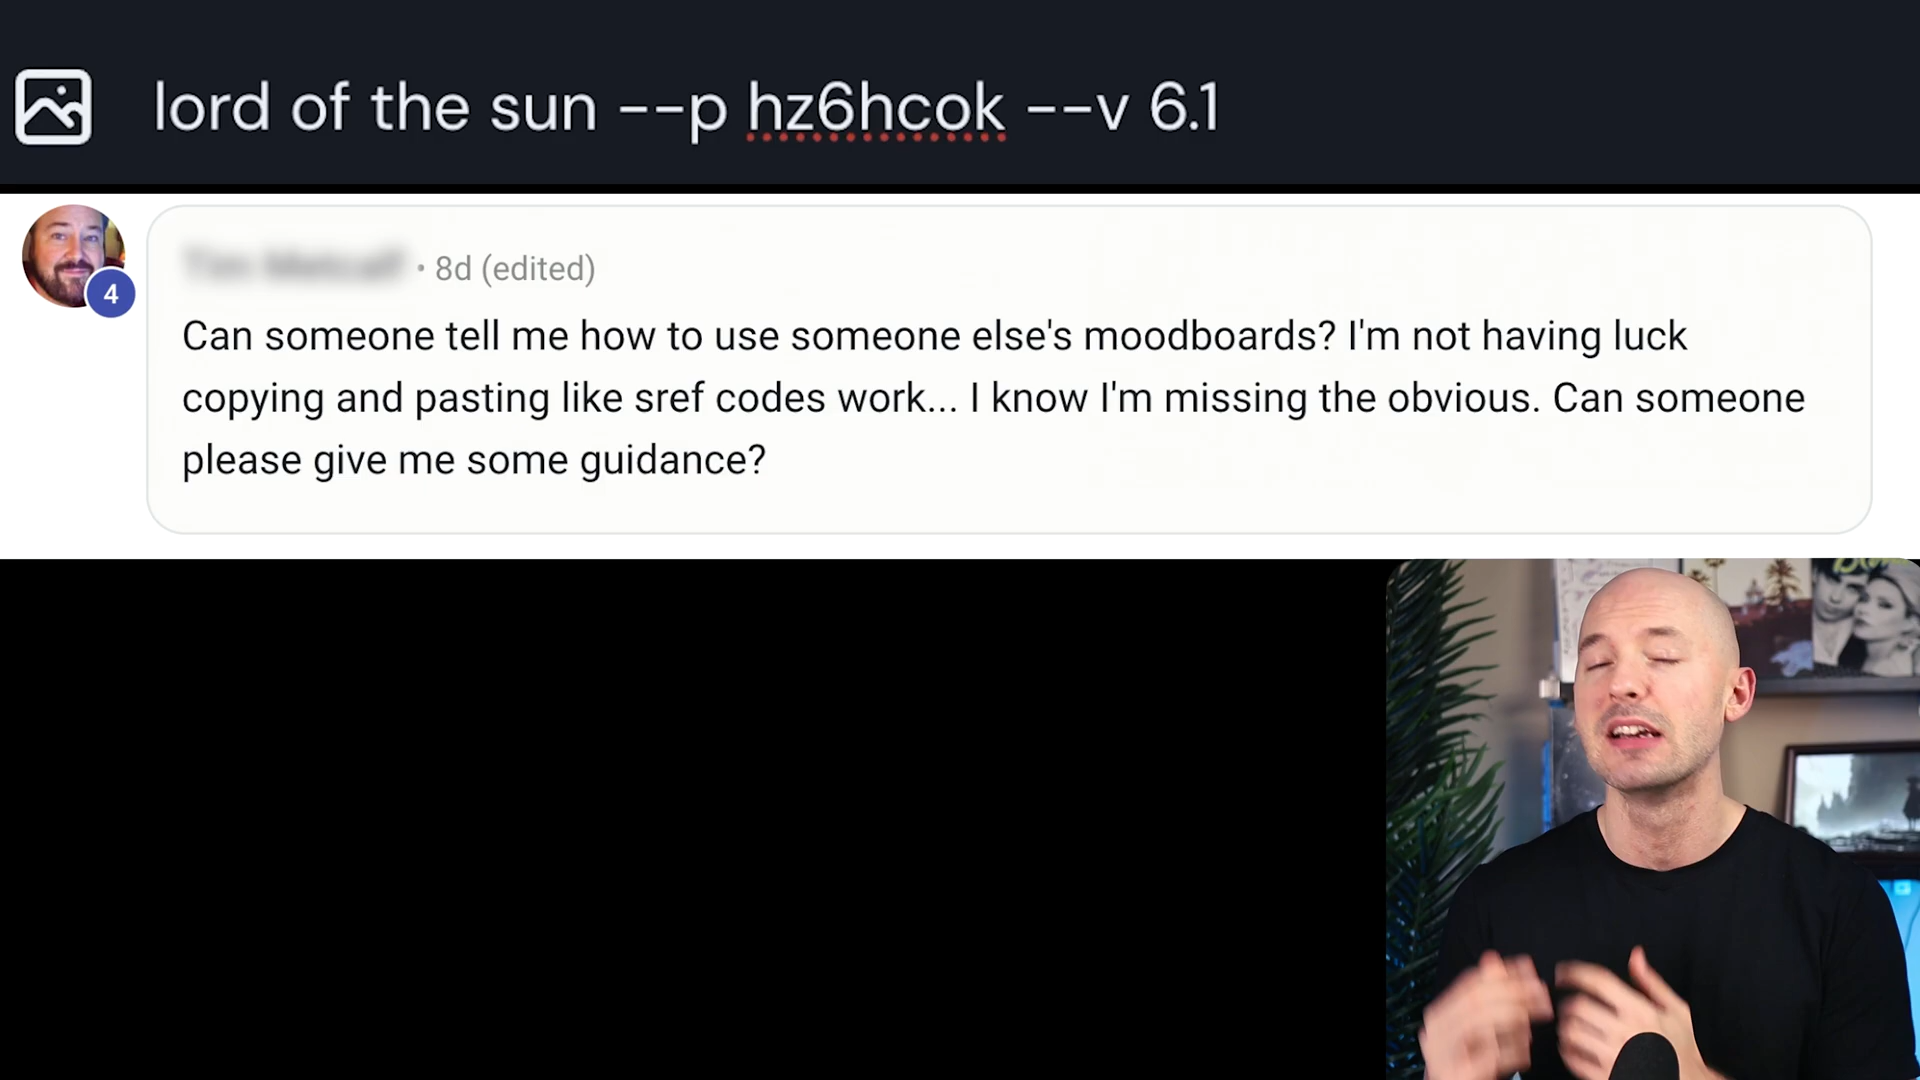 lord of the sun --p hz6hcok --v 6.1
• 8d (edited)
4
Can someone tell me how to use someone else's moodboards? I'm not having luck
copying and pasting like sref codes work... I know I'm missing the obvious. Can someone
please give me some guidance?